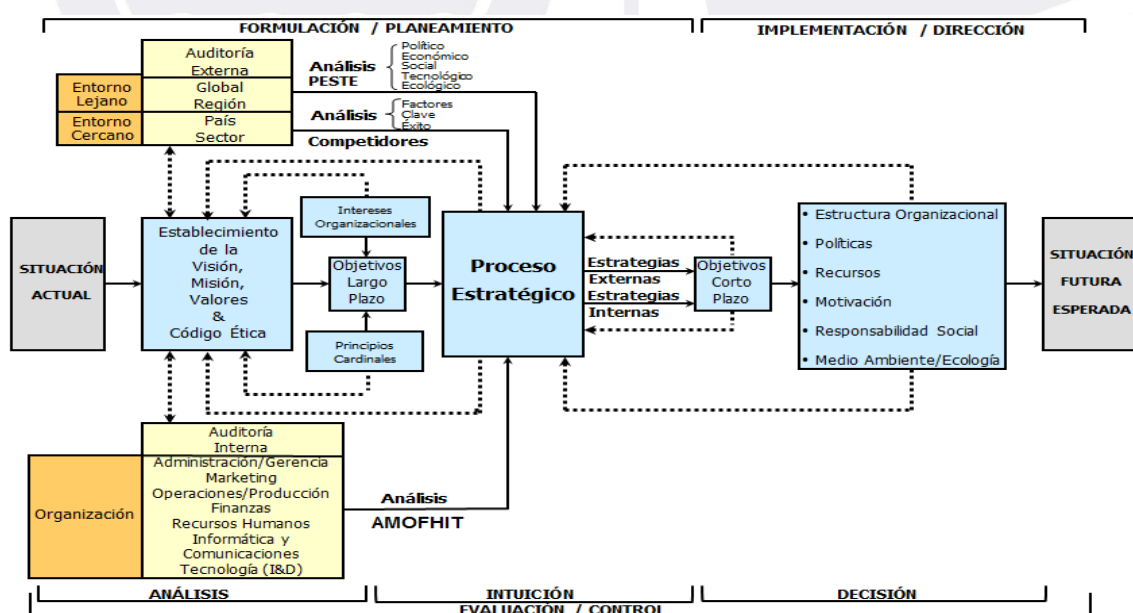 FORMULACIÓN / PLANEAMIENTO
IMPLEMENTACIÓN / DIRECCIÓN
Auditoría
Externa
Entorno
Lejano
Global
Región
Entorno
Cercano
País
Sector
Análisis
PESTE
Político
Económico
Social
Tecnológico
Ecológico
Análisis
Competidores
Factores
Clave
Éxito
SITUACIÓN
ACTUAL
Establecimiento
de la
Visión,
Misión,
Valores
&
Código Ética
Intereses
Organizacionales
Objetivos
Largo
Plazo
Principios
Cardinales
Proceso
Estratégico
Estrategias
Externas
Estrategias
Internas
Objetivos
Corto
Plazo
• Estructura Organizacional
• Políticas
• Recursos
• Motivación
• Responsabilidad Social
• Medio Ambiente/Ecología
SITUACIÓN
FUTURA
ESPERADA
Organización
Auditoría
Interna
Administración/Gerencia
Marketing
Operaciones/Producción
Finanzas
Recursos Humanos
Informática y
Comunicaciones
Tecnología (I&D)
Análisis
AMOFHIT
ANÁLISIS
INTUICIÓN
DECISIÓN
EVALUACIÓN / CONTROL